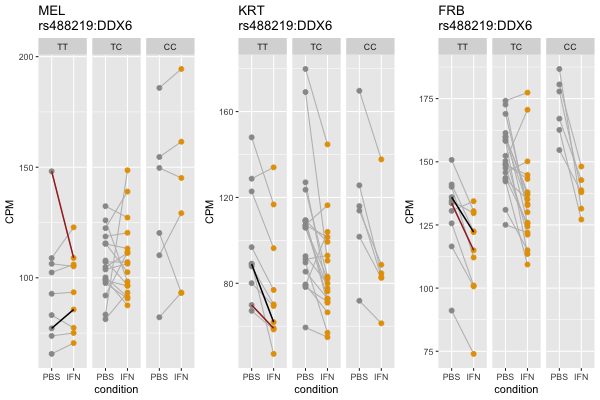 MEL
rs488219:DDX6
TT TC CC
200
150
100
CPM
PBS IFN PBS IFN PBS IFN
condition
KRT
rs488219:DDX6
TT TC CC
160
120
80
CPM
PBS IFN PBS IFN PBS IFN
condition
FRB
rs488219:DDX6
TT TC CC
175
150
125
100
75
CPM
PBS IFN PBS IFN PBS IFN
condition